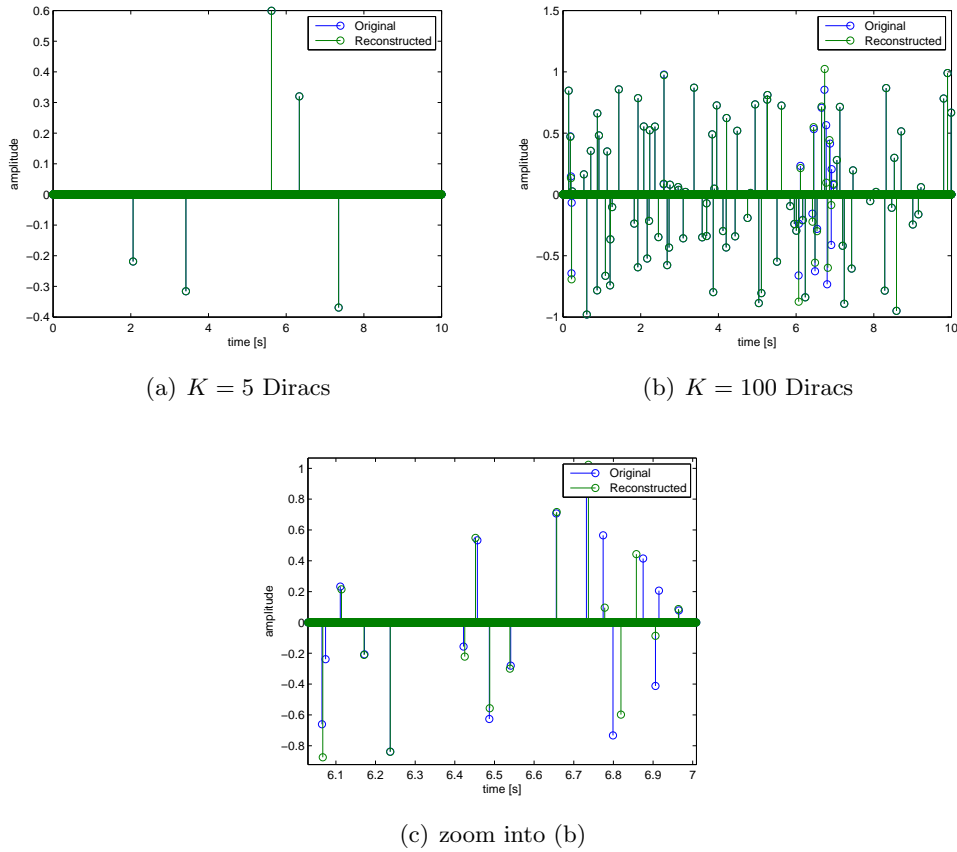 0.6
0.5
0.4
0.3
0.2
0.1
0
−0.1
−0.2
−0.3
−0.4
amplitude
0 2 4 6 8 10
time [s]
Original
Reconstructed
(a) K = 5 Diracs
1.5
1
0.5
0
−0.5
−1
amplitude
0 2 4 6 8 10
time [s]
Original
Reconstructed
(b) K = 100 Diracs
1
0.8
0.6
0.4
0.2
0
−0.2
−0.4
−0.6
−0.8
amplitude
6.1 6.2 6.3 6.4 6.5 6.6 6.7 6.8 6.9 7
time [s]
Original
Reconstructed
(c) zoom into (b)